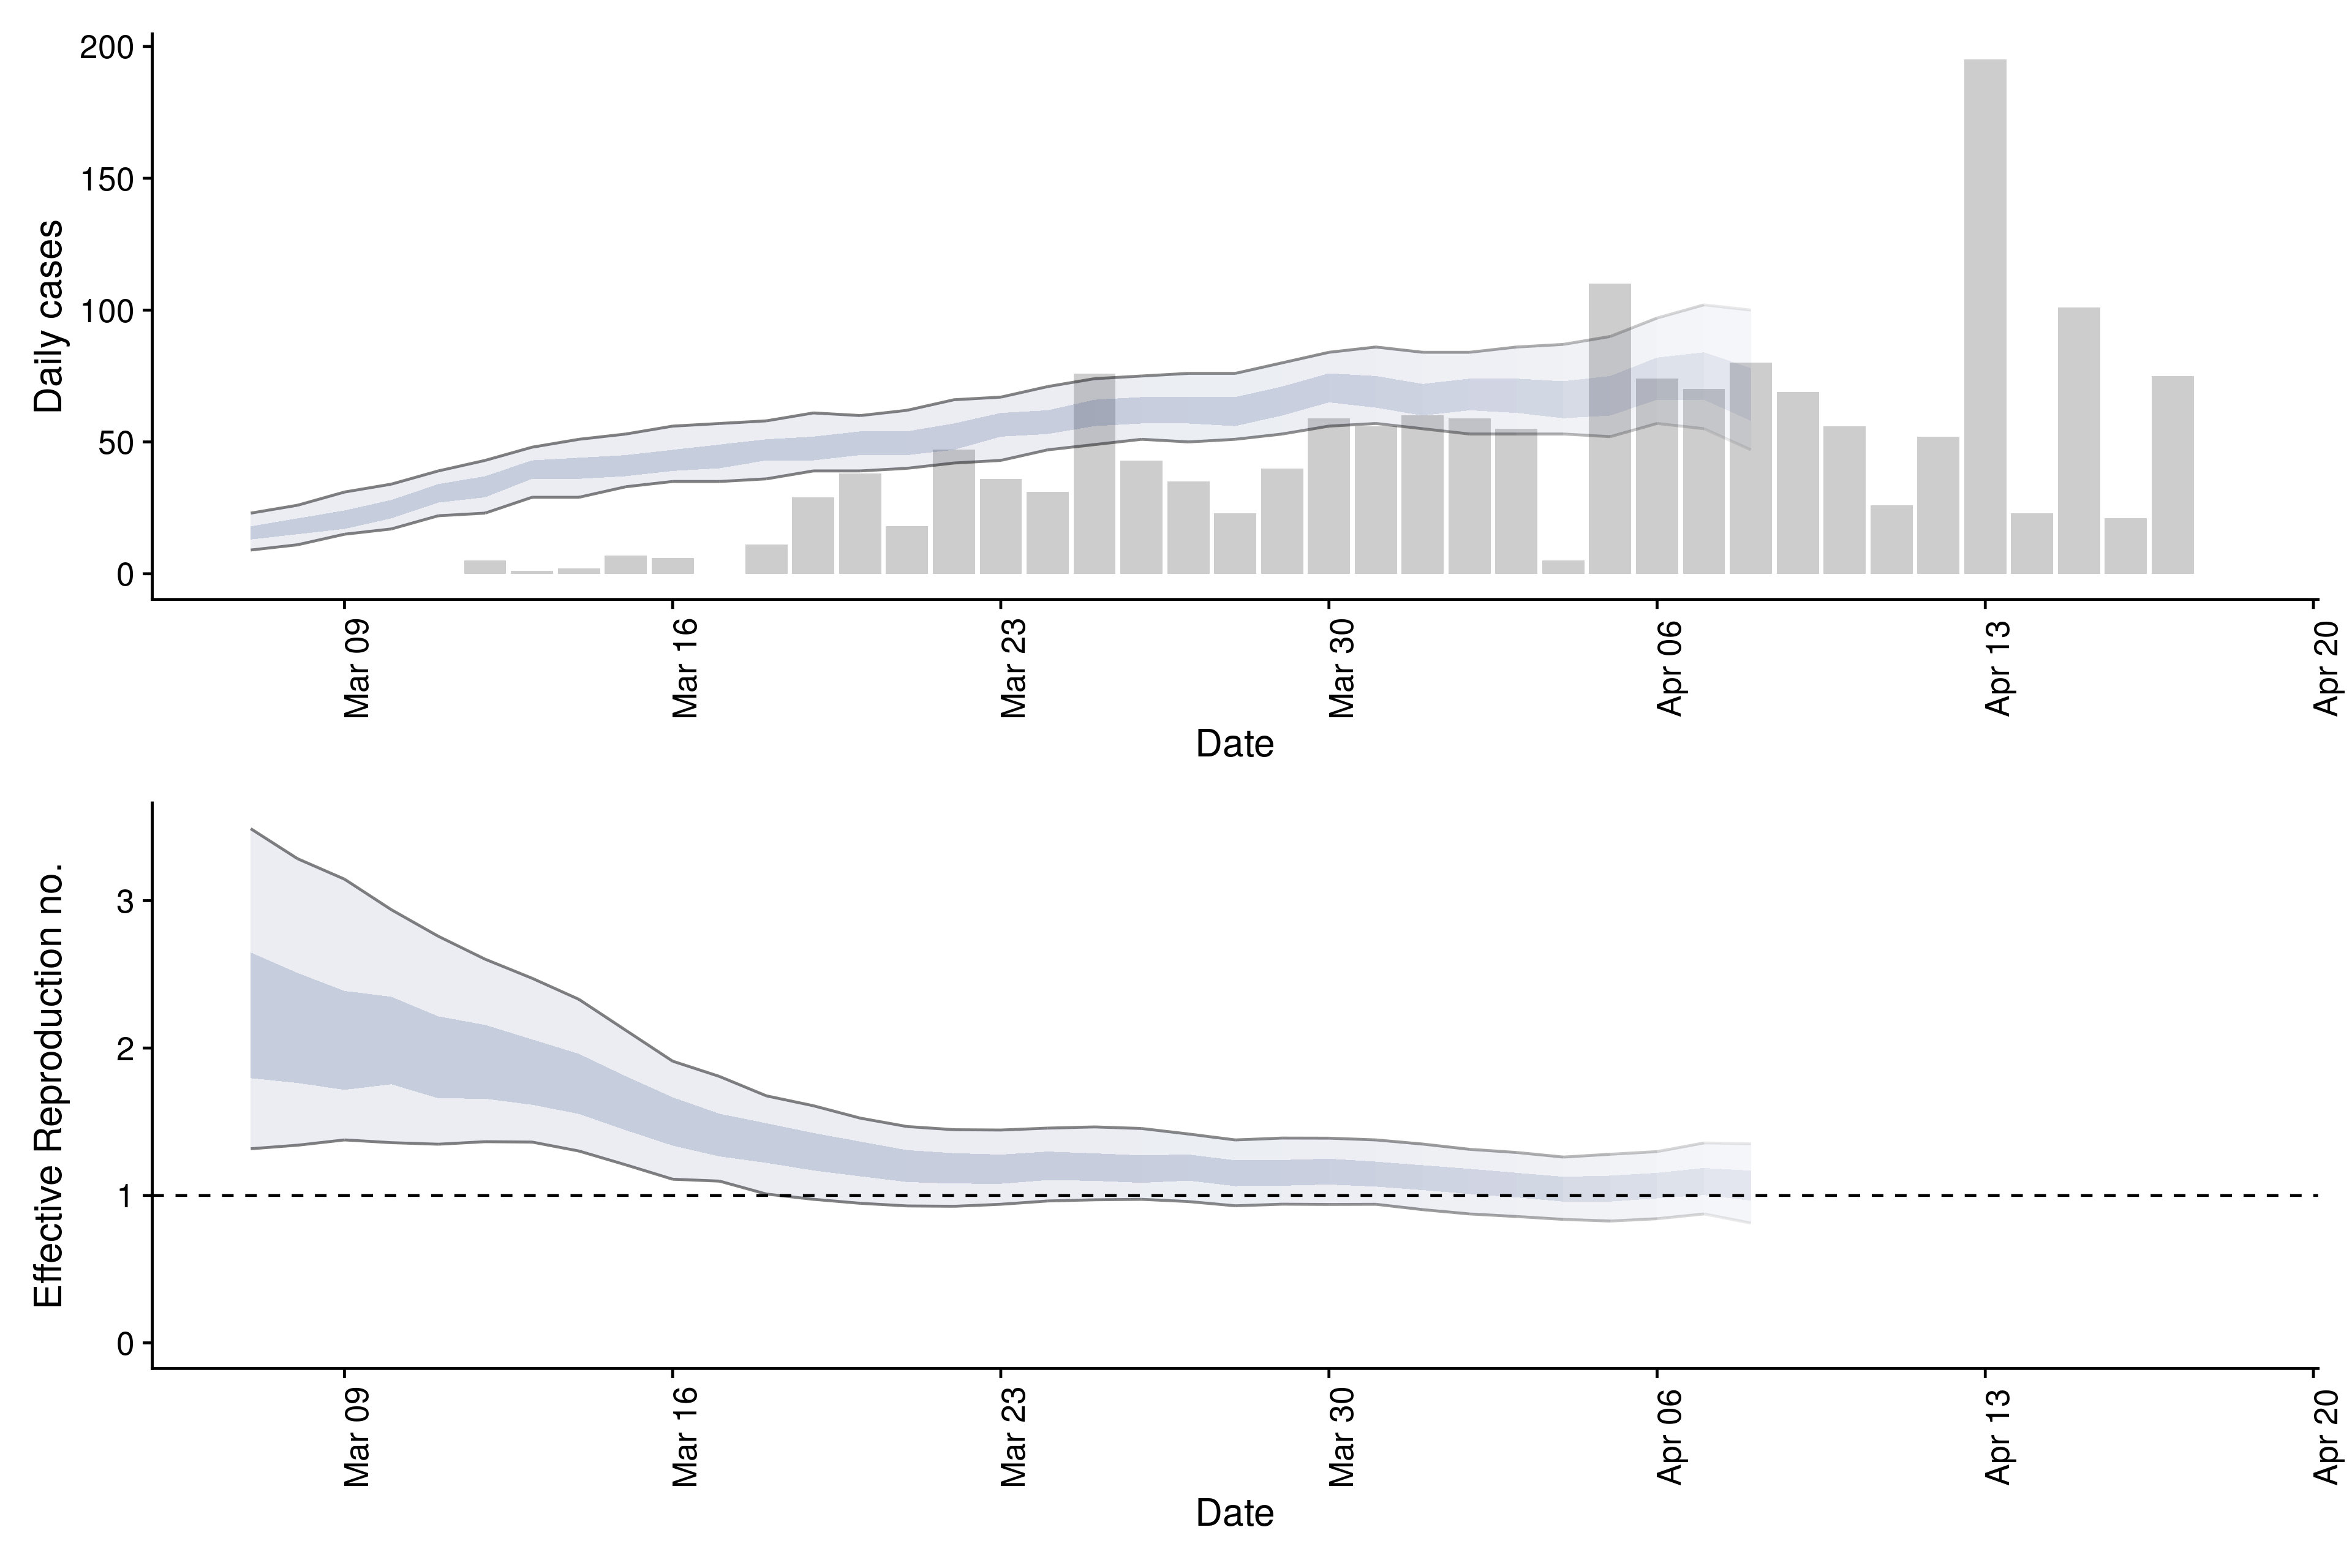 Daily cases
200
150
100
50
0
Mar 09
Mar 16
Mar 23
Mar 30
Apr 06
Apr 13
Apr 20
Date
Effective Reproduction no.
3
2
1
0
Mar 09
Mar 16
Mar 23
Mar 30
Apr 06
Apr 13
Apr 20
Date